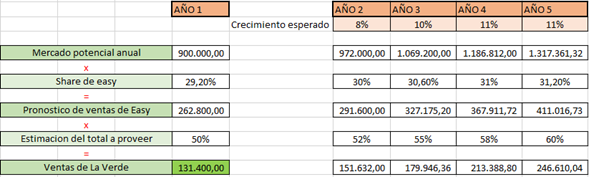 AÑO 1 AÑO 2 AÑO 3 AÑO 4 AÑO 5
Crecimiento esperado 8% 10% 11% 11%
Mercado potencial anual 900.000,00 972.000,00 1.069.200,00 1.186.812,00 1.317.361,32
x
Share de easy 29,20% 30% 30,60% 31% 31,20%
=
Pronostico de ventas de Easy 262.800,00 291.600,00 327.175,20 367.911,72 411.016,73
x
Estimacion del total a proveer 50% 52% 55% 58% 60%
=
Ventas de La Verde 131.400,00 151.632,00 179.946,36 213.388,80 246.610,04